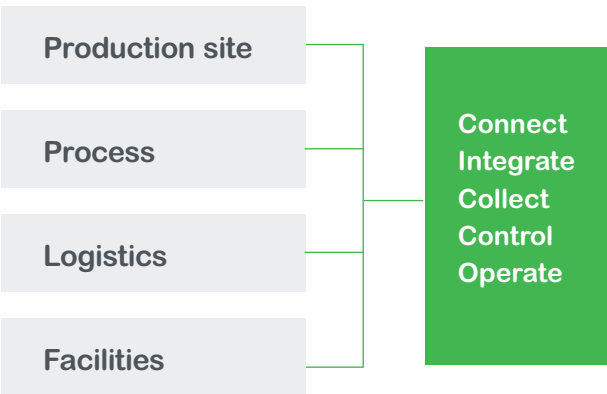 Production site
Process
Logistics
Facilities
Connect
Integrate
Collect
Control
Operate